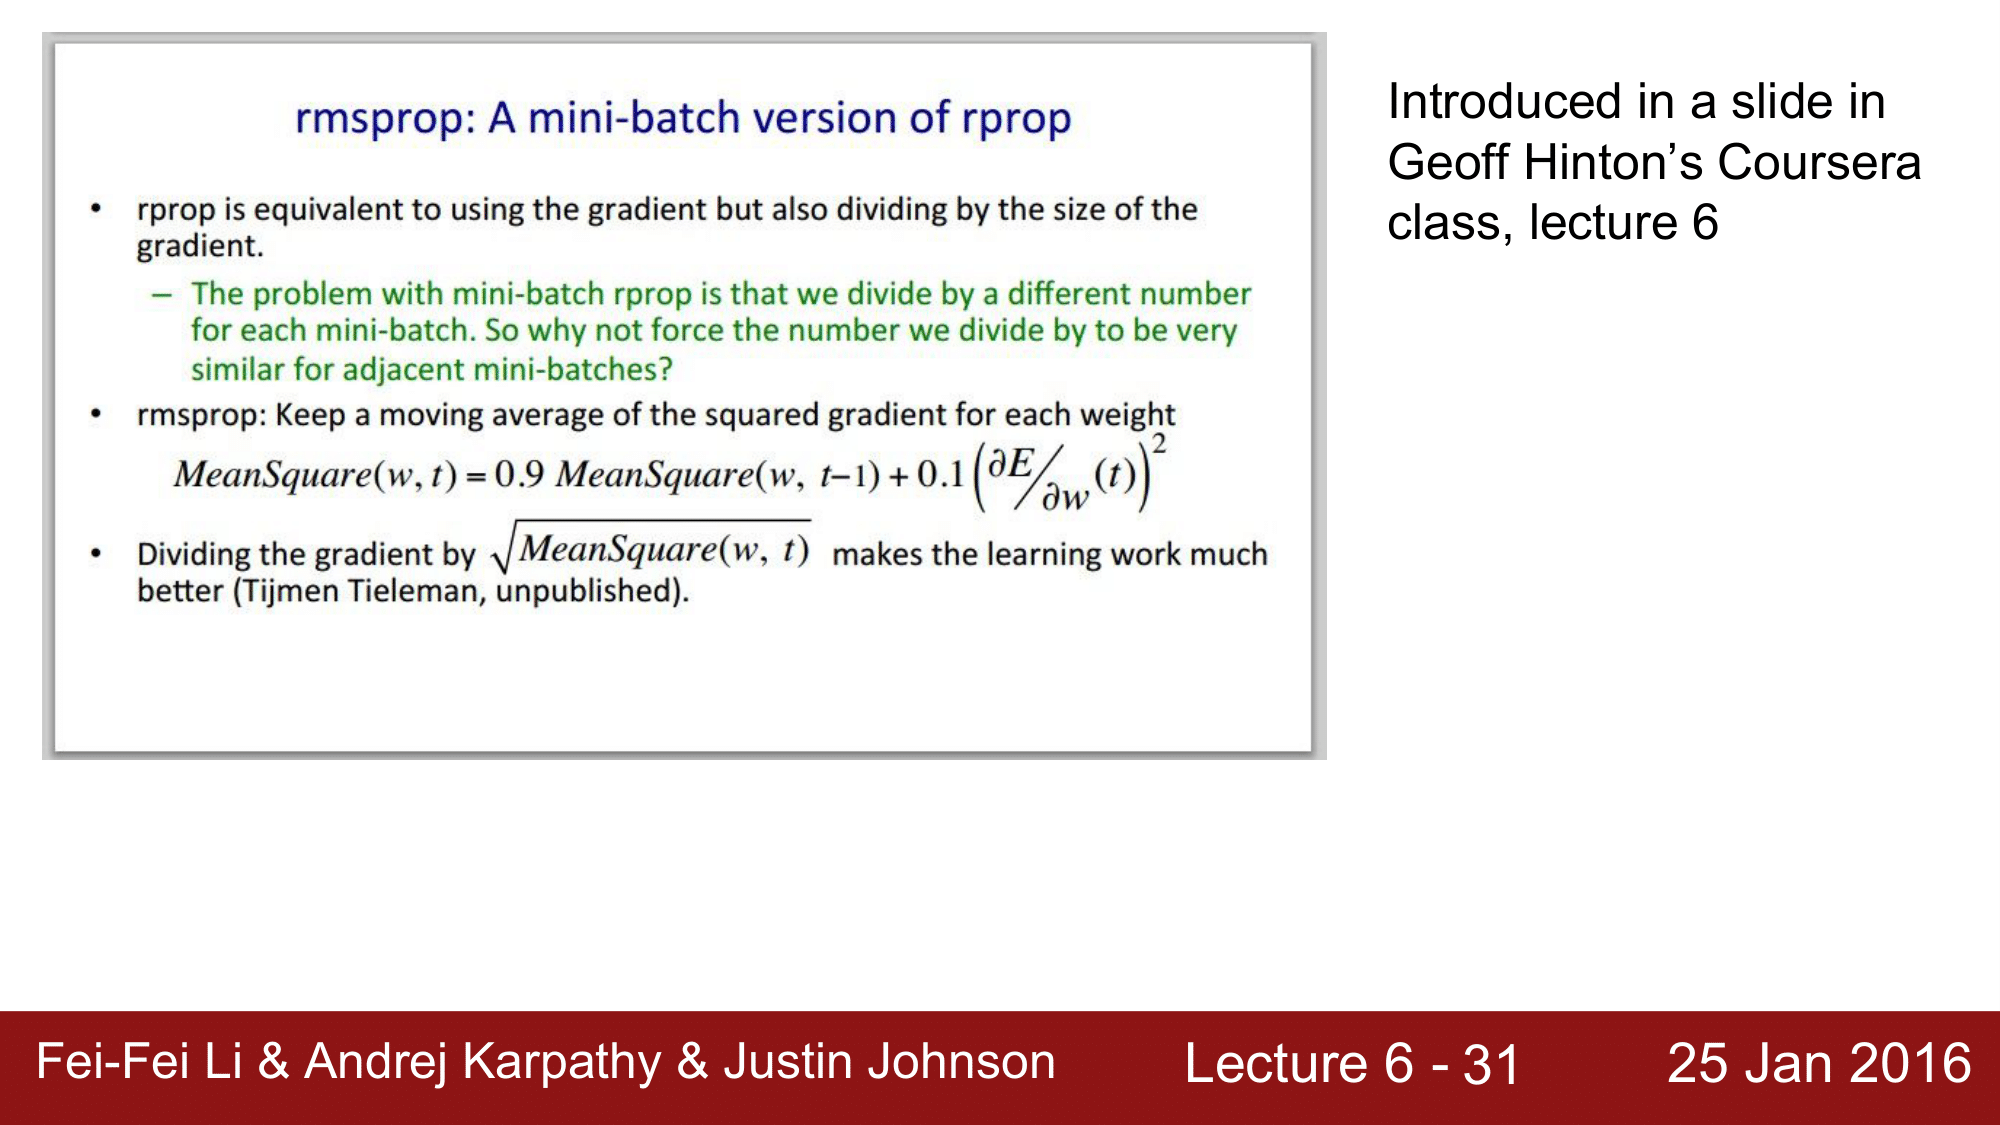 rmsprop: A mini-batch version of rprop
• rprop is equivalent to using the gradient but also dividing by the size of the
gradient.
– The problem with mini-batch rprop is that we divide by a different number
for each mini-batch. So why not force the number we divide by to be very
similar for adjacent mini-batches?
• rmsprop: Keep a moving average of the squared gradient for each weight
MeanSquare(w, t) = 0.9 MeanSquare(w, t−1) + 0.1(∂E/∂w (t))²
• Dividing the gradient by √MeanSquare(w, t) makes the learning work much
better (Tijmen Tieleman, unpublished).
Introduced in a slide in
Geoff Hinton’s Coursera
class, lecture 6
Fei-Fei Li & Andrej Karpathy & Justin Johnson
Lecture 6 - 31
25 Jan 2016